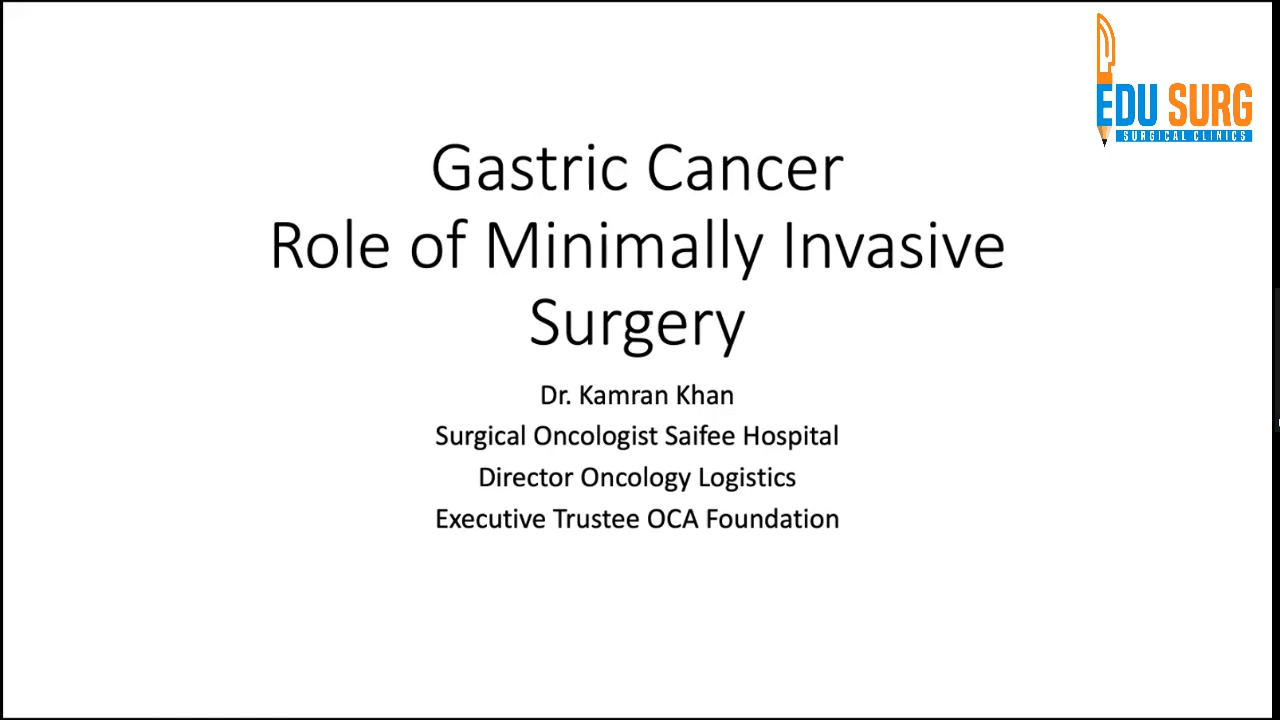 EDU SURG
SURGICAL CLINICS
Gastric Cancer
Role of Minimally Invasive
Surgery
Dr. Kamran Khan
Surgical Oncologist Saifee Hospital
Director Oncology Logistics
Executive Trustee OCA Foundation